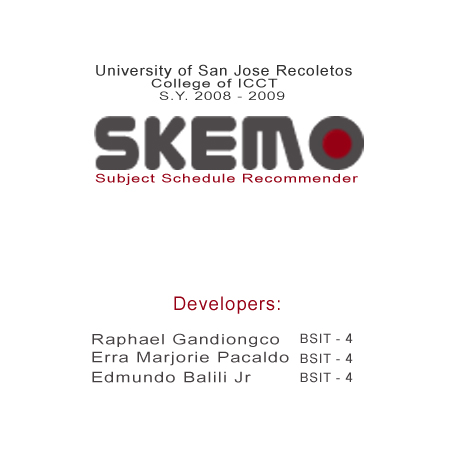 University of San Jose Recoletos
College of ICCT
S.Y. 2008 - 2009
SKEMO
Subject Schedule Recommender
Developers:
Raphael Gandiongco BSIT - 4
Erra Marjorie Pacaldo BSIT - 4
Edmundo Balili Jr BSIT - 4